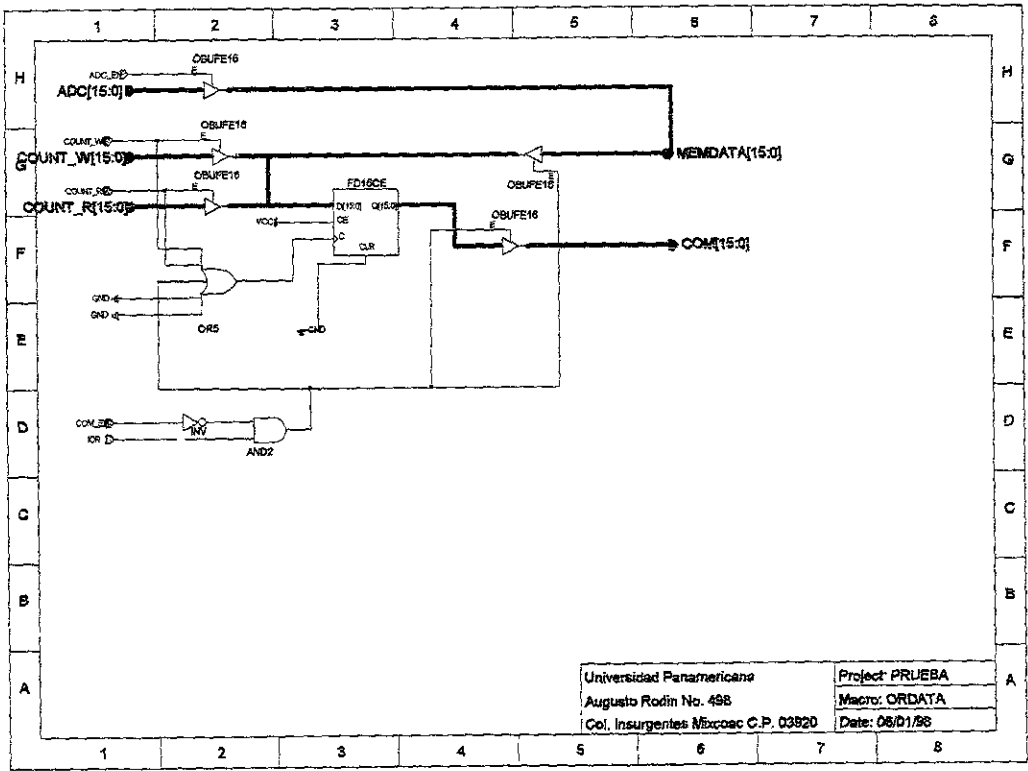 1 2 3 4 5 6 7 8
H H
OBUFE16
E
ADC[15:0]
OBUFE16
E
COUNT_W
G COUNT_W[15:0] MEMDATA[15:0] G
OBUFE16 OBUFE16
E E
COUNT_R FD16CE
COUNT_R[15:0] D[15:0] Q[15:0] OBUFE16
VCC CE E
C
F CLR COM[15:0] F
GND
GND GND
OR5
E E
D D
IOR INV
AND2
C C
B B
A A
Universidad Panamericana Project: PRUEBA
Augusto Rodin No. 498 Macro: ORDATA
Col. Insurgentes Mixcoac C.P. 03920 Date: 06/01/98
1 2 3 4 5 6 7 8